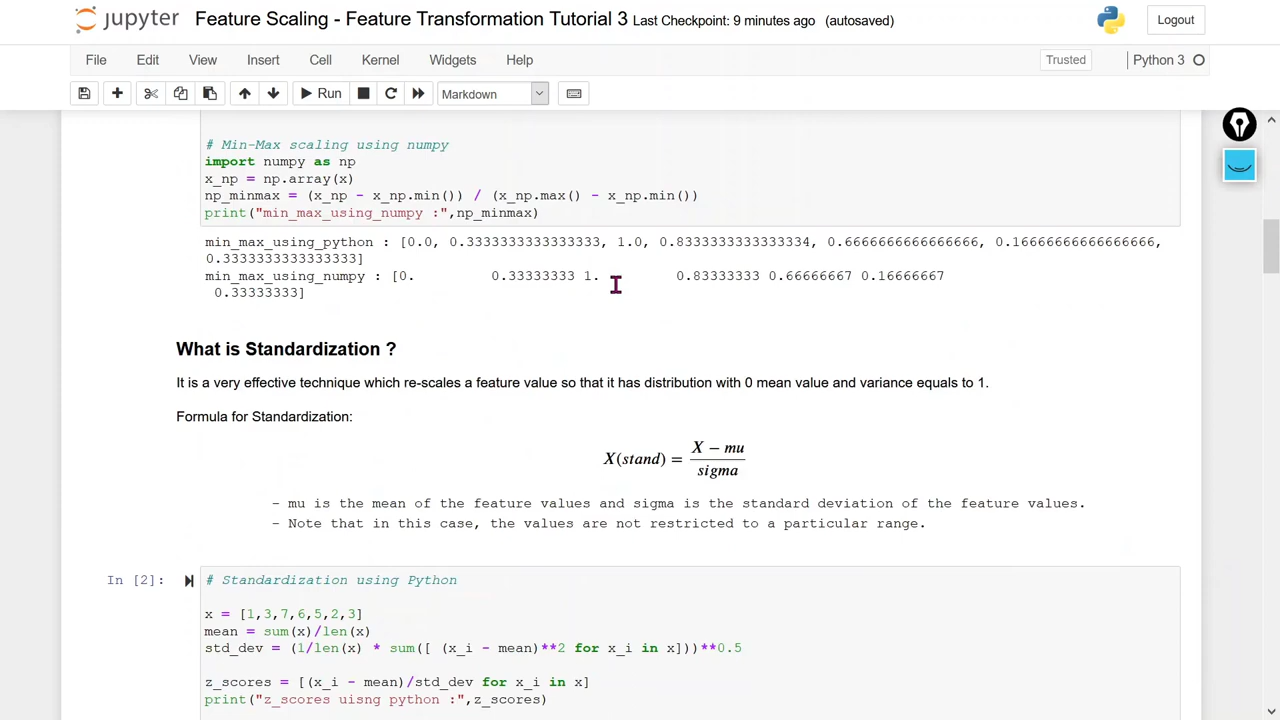 jupyter Feature Scaling - Feature Transformation Tutorial 3 Last Checkpoint: 9 minutes ago (autosaved) Logout
File Edit View Insert Cell Kernel Widgets Help Trusted Python 3
Run Markdown
# Min-Max scaling using numpy
import numpy as np
x_np = np.array(x)
np_minmax = (x_np - x_np.min()) / (x_np.max() - x_np.min())
print("min_max_using_numpy :",np_minmax)
min_max_using_python : [0.0, 0.3333333333333333, 1.0, 0.8333333333333334, 0.6666666666666666, 0.16666666666666666,
0.3333333333333333]
min_max_using_numpy : [0. 0.33333333 1. 0.83333333 0.66666667 0.16666667
0.33333333]
What is Standardization ?
It is a very effective technique which re-scales a feature value so that it has distribution with 0 mean value and variance equals to 1.
Formula for Standardization:
X(stand) = X − mu
sigma
- mu is the mean of the feature values and sigma is the standard deviation of the feature values.
- Note that in this case, the values are not restricted to a particular range.
In [2]: # Standardization using Python
x = [1,3,7,6,5,2,3]
mean = sum(x)/len(x)
std_dev = (1/len(x) * sum([ (x_i - mean)**2 for x_i in x]))**0.5
z_scores = [(x_i - mean)/std_dev for x_i in x]
print("z_scores uisng python :",z_scores)